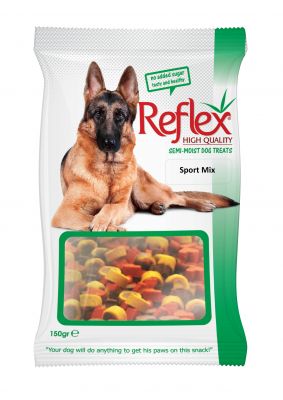 no added sugar
tasty and healthy
Reflex
HIGH QUALITY
SEMI-MOIST DOG TREATS
Sport Mix
150gr ℮
"Your dog will do anything to get his paws on this snack!"